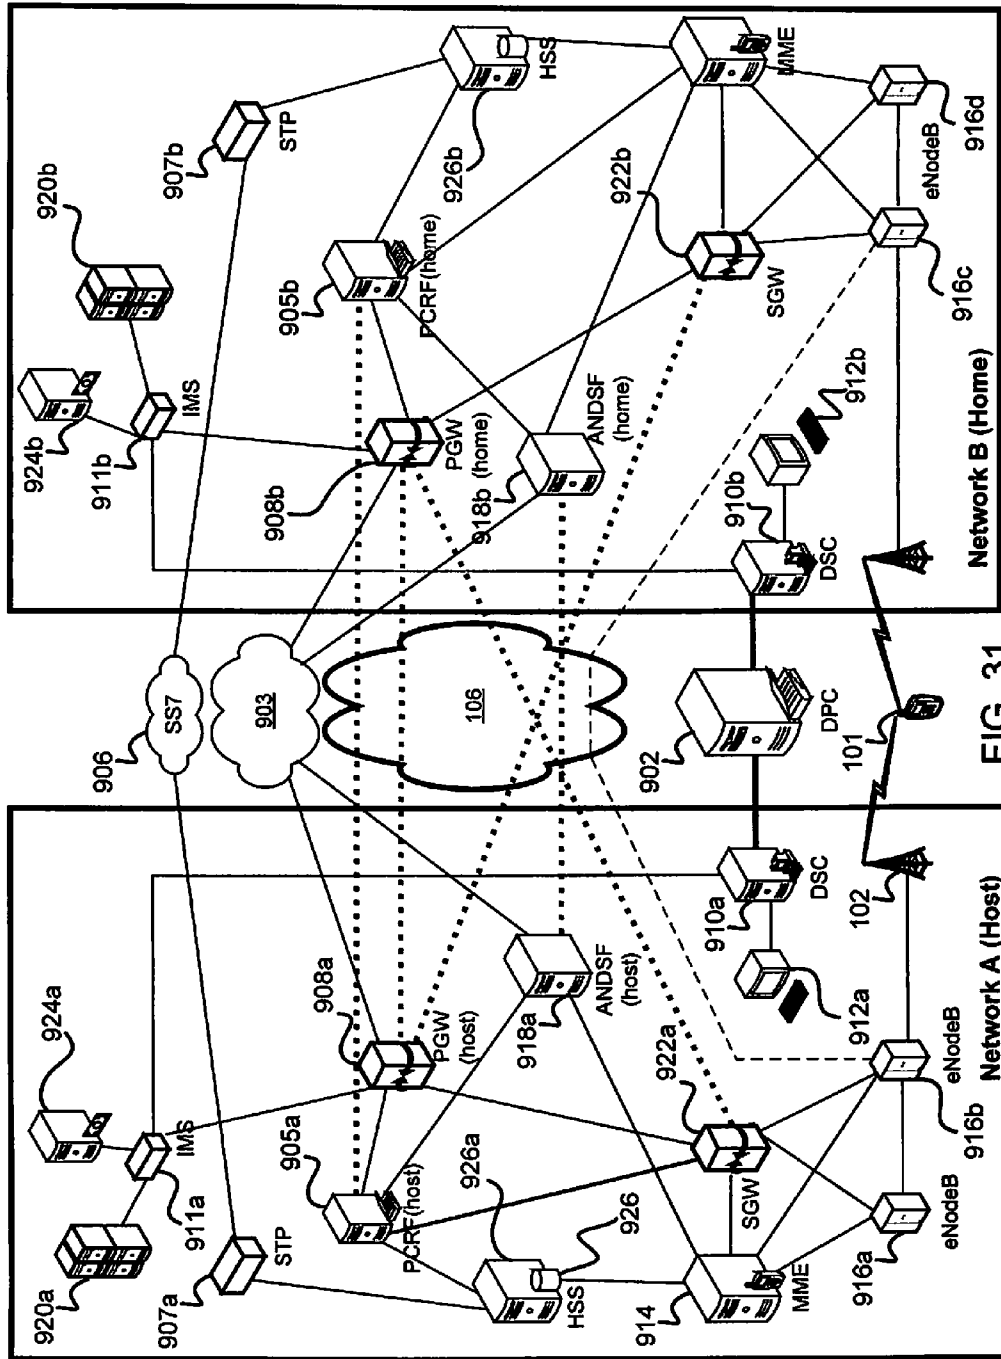 920a
924a
911a
IMS
907a
STP
905a
PCRF(host)
908a
PGW
(host)
926a
926
HSS
918a
ANDSF
(host)
914
MME
922a
SGW
910a
DSC
912a
916a
eNodeB
916b
eNodeB
102
Network A (Host)
906
SS7
903
106
902
DPC
101
FIG. 31
924b
920b
911b
IMS
907b
STP
905b
PCRF(home)
908b
PGW
(home)
926b
HSS
918b
ANDSF
(home)
922b
SGW
MME
910b
DSC
912b
916c
eNodeB
916d
Network B (Home)